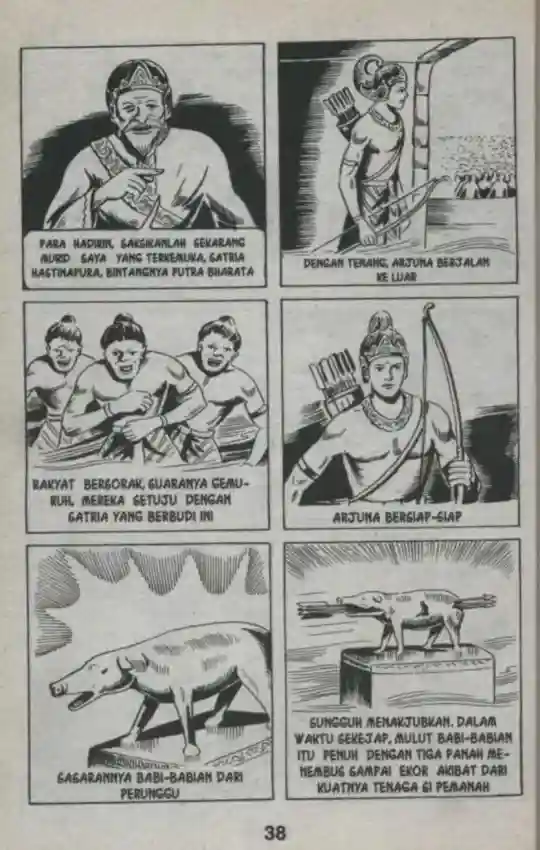 PARA HADIRIN, SAKSIKANLAH SEKARANG
MURID SAYA YANG TERKEMUKA, SATRIA
HASTINAPURA, BINTANGNYA PUTRA BHARATA
DENGAN TENANG, ARJUNA BERJALAN
KE LUAR
RAKYAT BERSORAK, SUARANYA GEMU-
RUH, MEREKA SETUJU DENGAN
SATRIA YANG BERBUDI INI
ARJUNA BERSIAP-SIAP
SASARANNYA BABI-BABIAN DARI
PERUNGGU
SUNGGUH MENAKJUBKAN. DALAM
WAKTU SEKEJAP, MULUT BABI-BABIAN
ITU PENUH DENGAN TIGA PANAH ME-
NEMBUS SAMPAI EKOR AKIBAT DARI
KUATNYA TENAGA SI PEMANAH
38